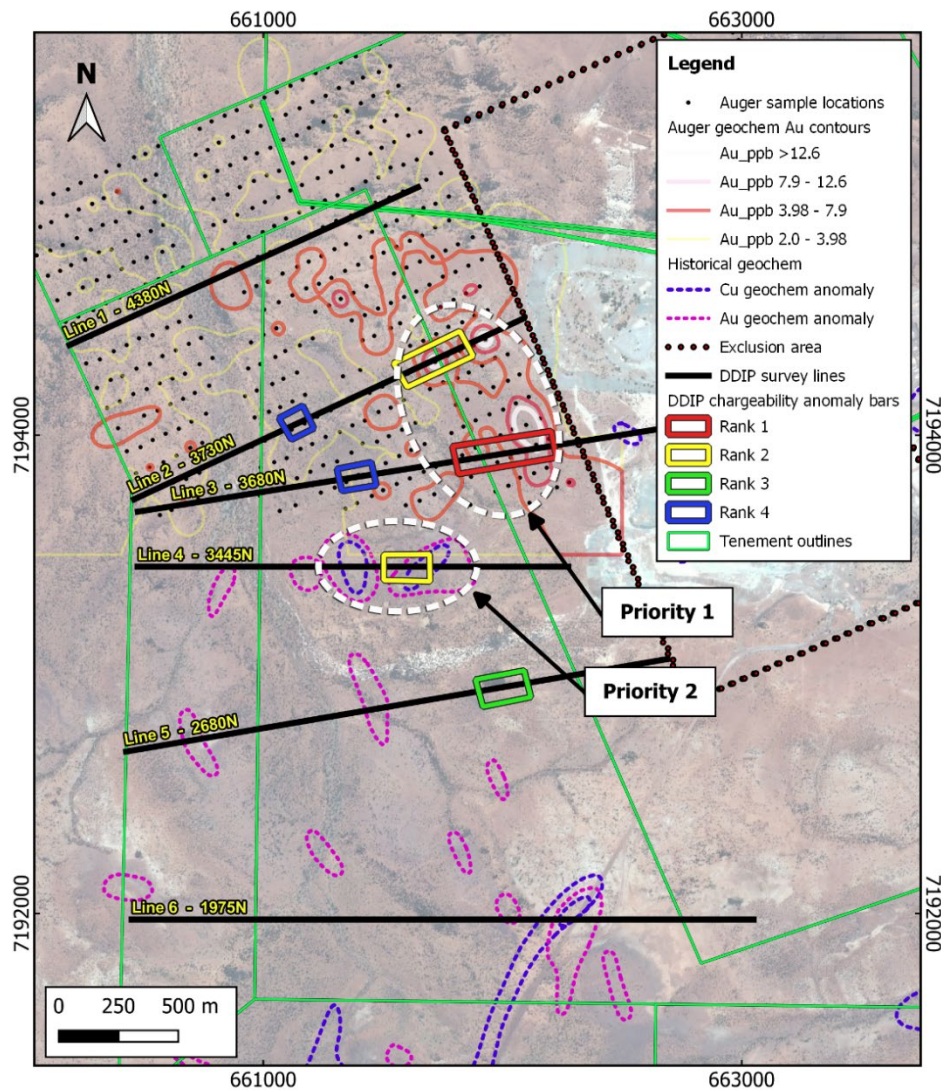 661000
663000
N
Legend
Auger sample locations
Auger geochem Au contours
Au_ppb >12.6
Au_ppb 7.9 - 12.6
Au_ppb 3.98 - 7.9
Au_ppb 2.0 - 3.98
Historical geochem
Cu geochem anomaly
Au geochem anomaly
Exclusion area
DDIP survey lines
DDIP chargeability anomaly bars
Rank 1
Rank 2
Rank 3
Rank 4
Tenement outlines
Line 1 - 4380N
7194000
7194000
Line 2 - 3730N
Line 3 - 3680N
Line 4 - 3445N
Priority 1
Priority 2
Line 5 - 2680N
7192000
7192000
Line 6 - 1975N
0 250 500 m
661000
663000